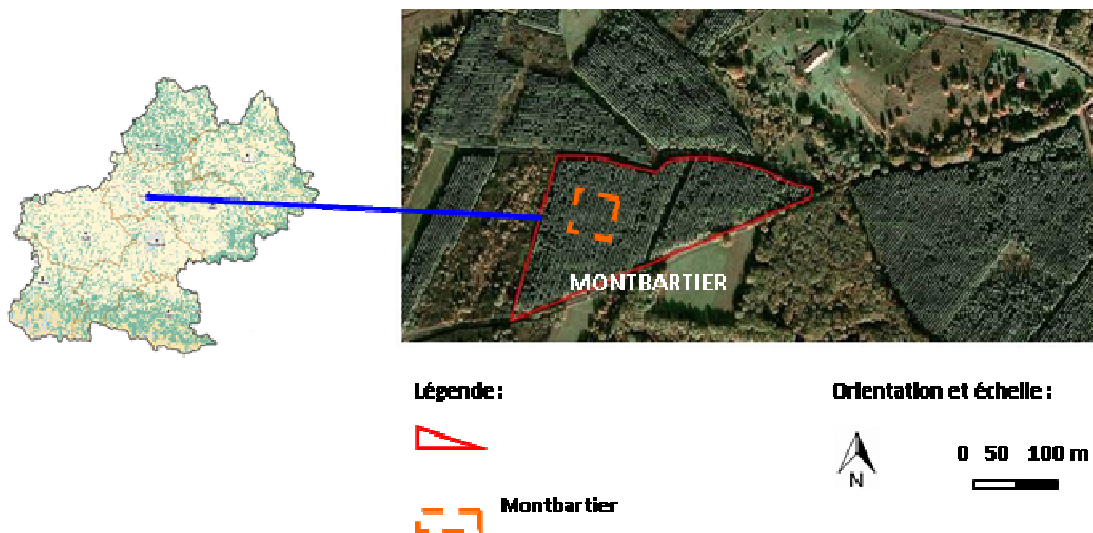 MONTBARTIER
Légende :
Orientation et échelle :
N
0 50 100 m
Montbartier